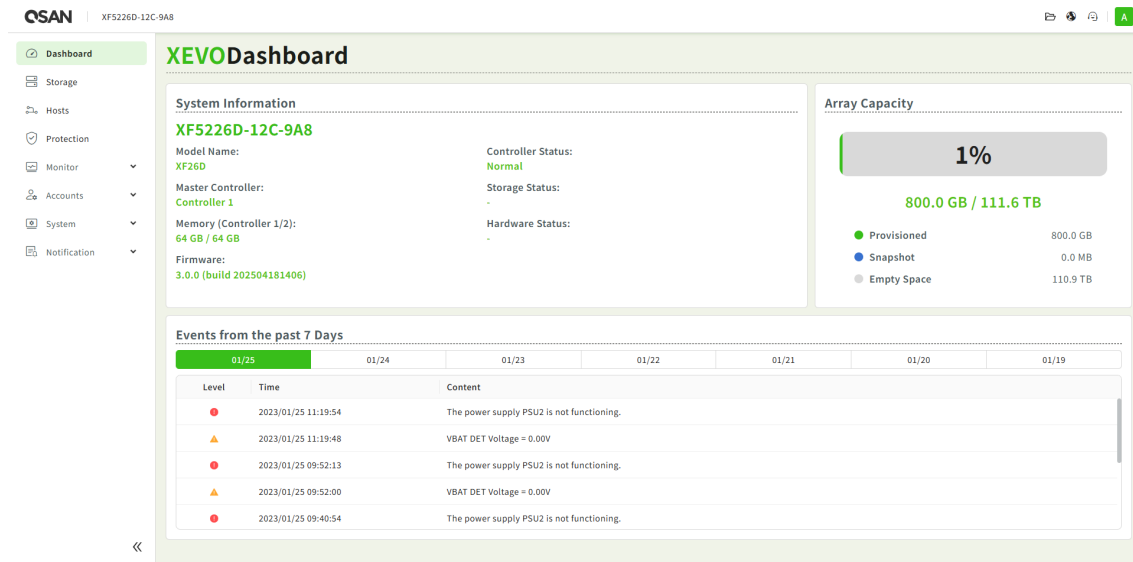 QSAN XF5226D-12C-9A8
A
Dashboard
Storage
Hosts
Protection
Monitor
Accounts
System
Notification
XEVODashboard
System Information
XF5226D-12C-9A8
Model Name:
XF26D
Master Controller:
Controller 1
Memory (Controller 1/2):
64 GB / 64 GB
Firmware:
3.0.0 (build 202504181406)
Controller Status:
Normal
Storage Status:
-
Hardware Status:
-
Array Capacity
1%
800.0 GB / 111.6 TB
Provisioned 800.0 GB
Snapshot 0.0 MB
Empty Space 110.9 TB
Events from the past 7 Days
01/25 01/24 01/23 01/22 01/21 01/20 01/19
Level Time Content
2023/01/25 11:19:54 The power supply PSU2 is not functioning.
2023/01/25 11:19:48 VBAT DET Voltage = 0.00V
2023/01/25 09:52:13 The power supply PSU2 is not functioning.
2023/01/25 09:52:00 VBAT DET Voltage = 0.00V
2023/01/25 09:40:54 The power supply PSU2 is not functioning.